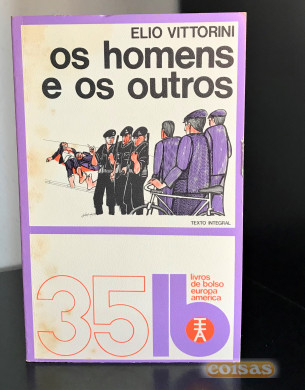 ELIO VITTORINI
os homens
e os outros
TEXTO INTEGRAL
35 lb
livros
de bolso
europa
américa
coisas